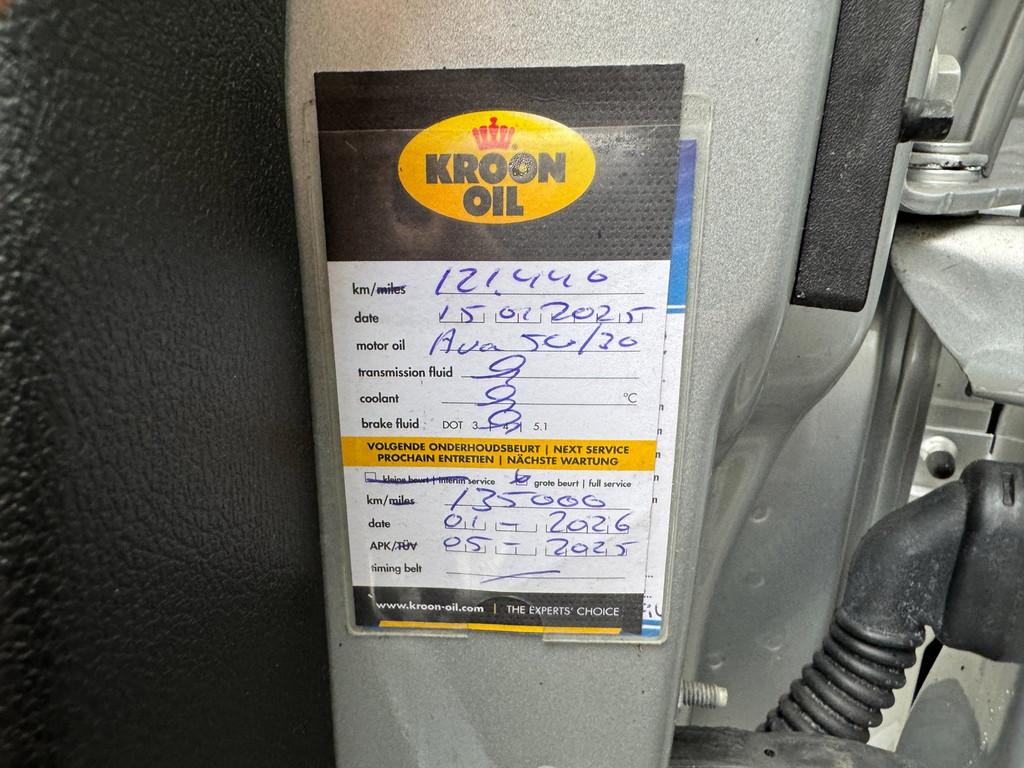 KROON
OIL
km/miles 121.440
date 15 01 2025
motor oil Ava 50/30
transmission fluid
coannot °C
brake fluid DOT 3 4 5.1
VOLGENDE ONDERHOUDSBEURT | NEXT SERVICE
PROCHAIN ENTRETIEN | NÄCHSTE WARTUNG
kleine beurt | interim service grote beurt | full service
km/miles 135000
date 01 - 2026
APK/TÜV 05 - 2025
timing belt
www.kroon-oil.com | THE EXPERTS' CHOICE